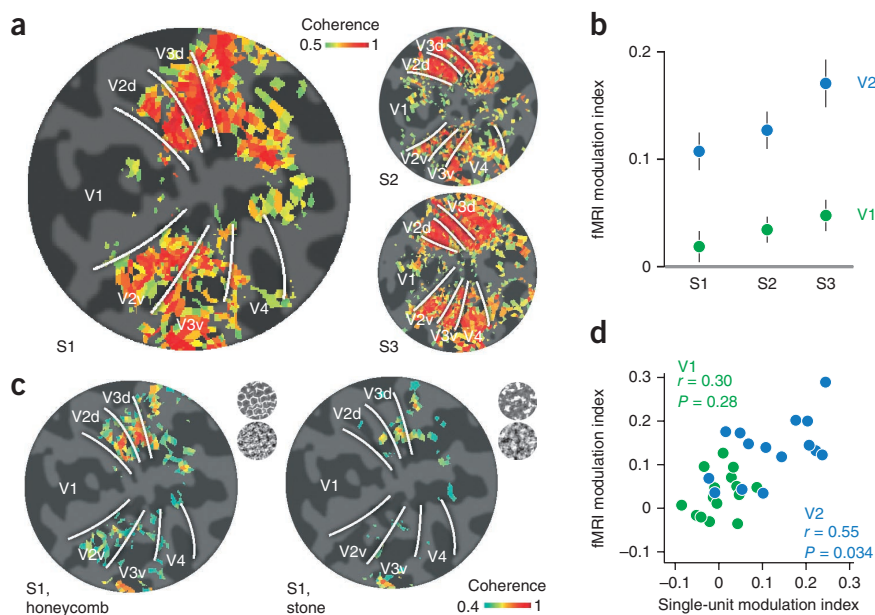 a
Coherence
0.5 1
V3d
V2d
V1
V2v
V3v
V4
S1
V3d
V2d
V1
V2v
V3v
V4
S2
V3d
V2d
V1
V2v
V3v
V4
S3
b
fMRI modulation index
0.2
0.1
0
V2
V1
S1 S2 S3
c
V3d
V2d
V1
V2v
V3v
V4
S1,
honeycomb
V3d
V2d
V1
V2v
V3v
V4
S1,
stone
Coherence
0.4 1
d
fMRI modulation index
0.3
0.2
0.1
0
–0.1
V1
r = 0.30
P = 0.28
V2
r = 0.55
P = 0.034
–0.1 0 0.1 0.2 0.3
Single-unit modulation index